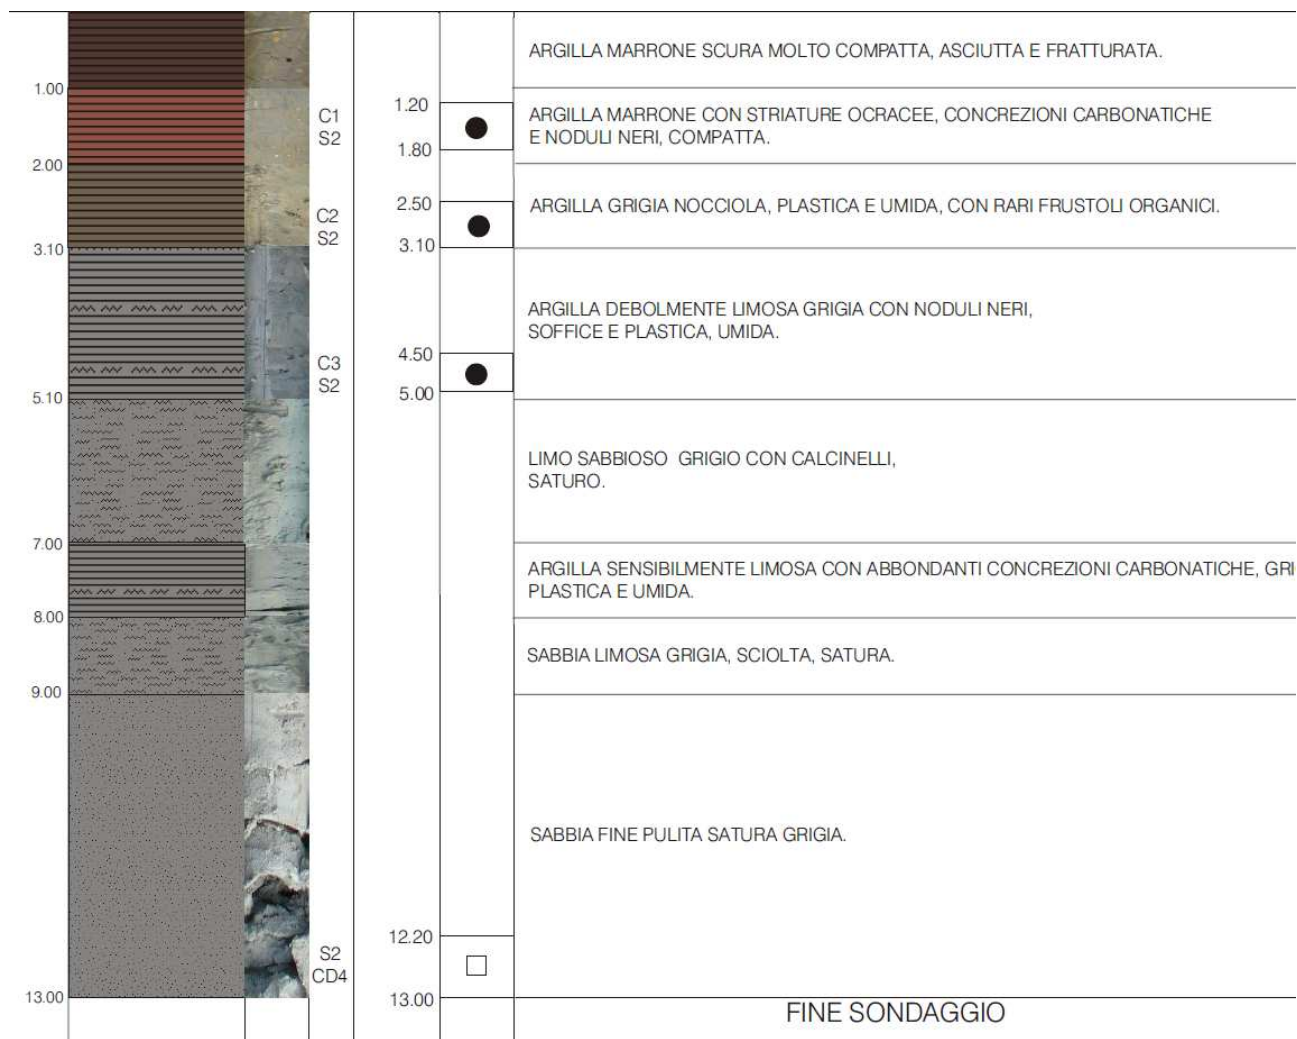 ARGILLA MARRONE SCURA MOLTO COMPATTA, ASCIUTTA E FRATTURATA.
1.00
C1
S2
1.20
1.80
ARGILLA MARRONE CON STRIATURE OCRACEE, CONCREZIONI CARBONATICHE
E NODULI NERI, COMPATTA.
2.00
C2
S2
2.50
3.10
ARGILLA GRIGIA NOCCIOLA, PLASTICA E UMIDA, CON RARI FRUSTOLI ORGANICI.
3.10
ARGILLA DEBOLMENTE LIMOSA GRIGIA CON NODULI NERI,
SOFFICE E PLASTICA, UMIDA.
C3
S2
4.50
5.00
5.10
LIMO SABBIOSO GRIGIO CON CALCINELLI,
SATURO.
7.00
ARGILLA SENSIBILMENTE LIMOSA CON ABBONDANTI CONCREZIONI CARBONATICHE, GRI
PLASTICA E UMIDA.
8.00
SABBIA LIMOSA GRIGIA, SCIOLTA, SATURA.
9.00
SABBIA FINE PULITA SATURA GRIGIA.
S2
CD4
12.20
13.00
13.00
FINE SONDAGGIO